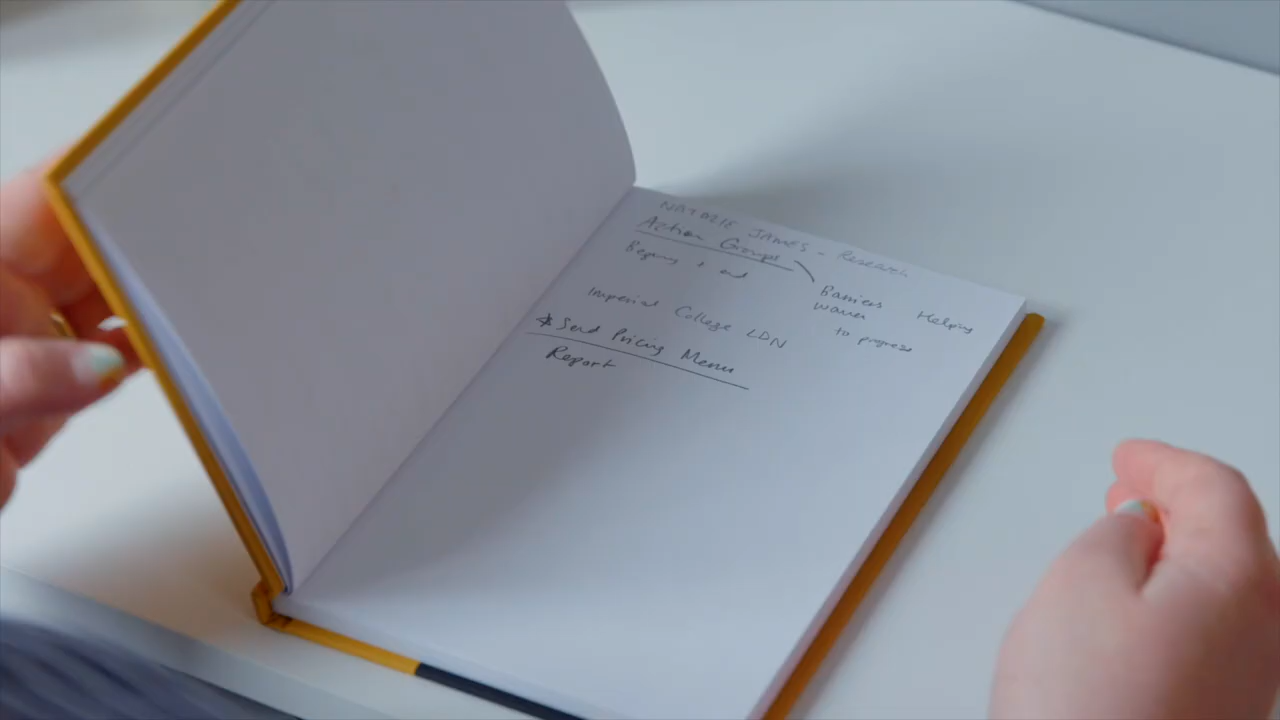 NATALIE JAMES - Research
Action Groups
Beginning + end
Barriers Helping
women to progress
Imperial College LDN
* Send Pricing Menu
Report